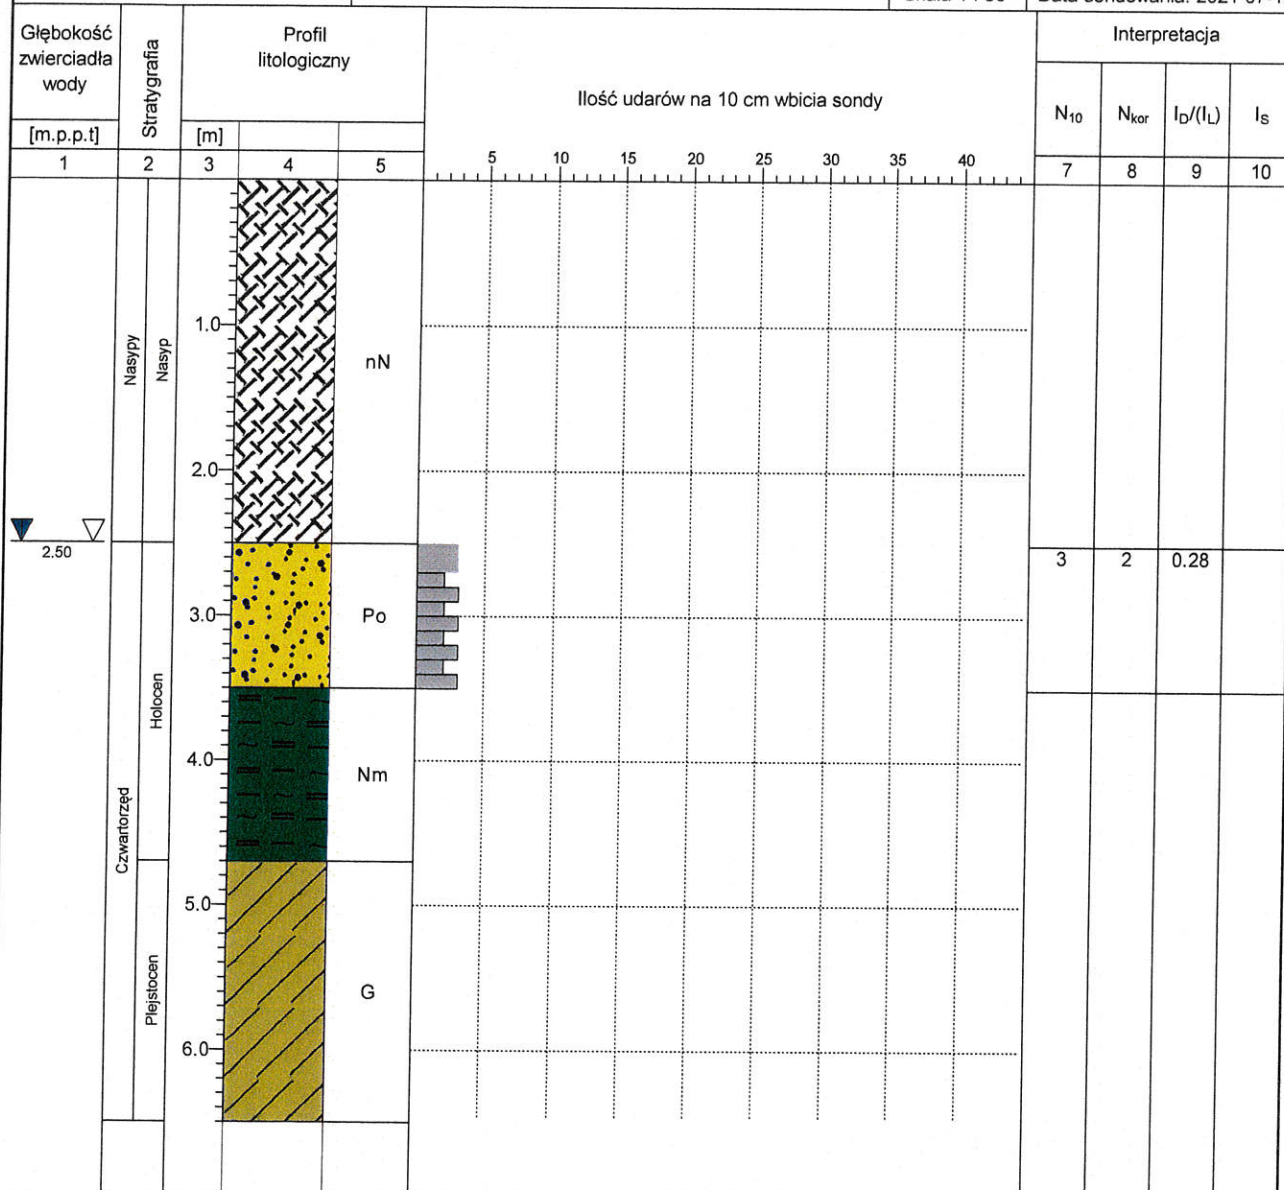 Głębokość
zwierciadła
wody
[m.p.p.t]
1
Stratygrafia
2
Profil
litologiczny
[m]
3 4 5
Ilość udarów na 10 cm wbicia sondy
5 10 15 20 25 30 35 40
Interpretacja
N10 Nkor ID/(IL) IS
7 8 9 10
Nasypy
Nasyp
1.0
nN
2.0
2.50
3 2 0.28
3.0
Po
Holocen
4.0
Nm
Czwartorzęd
5.0
Plejstocen
G
6.0